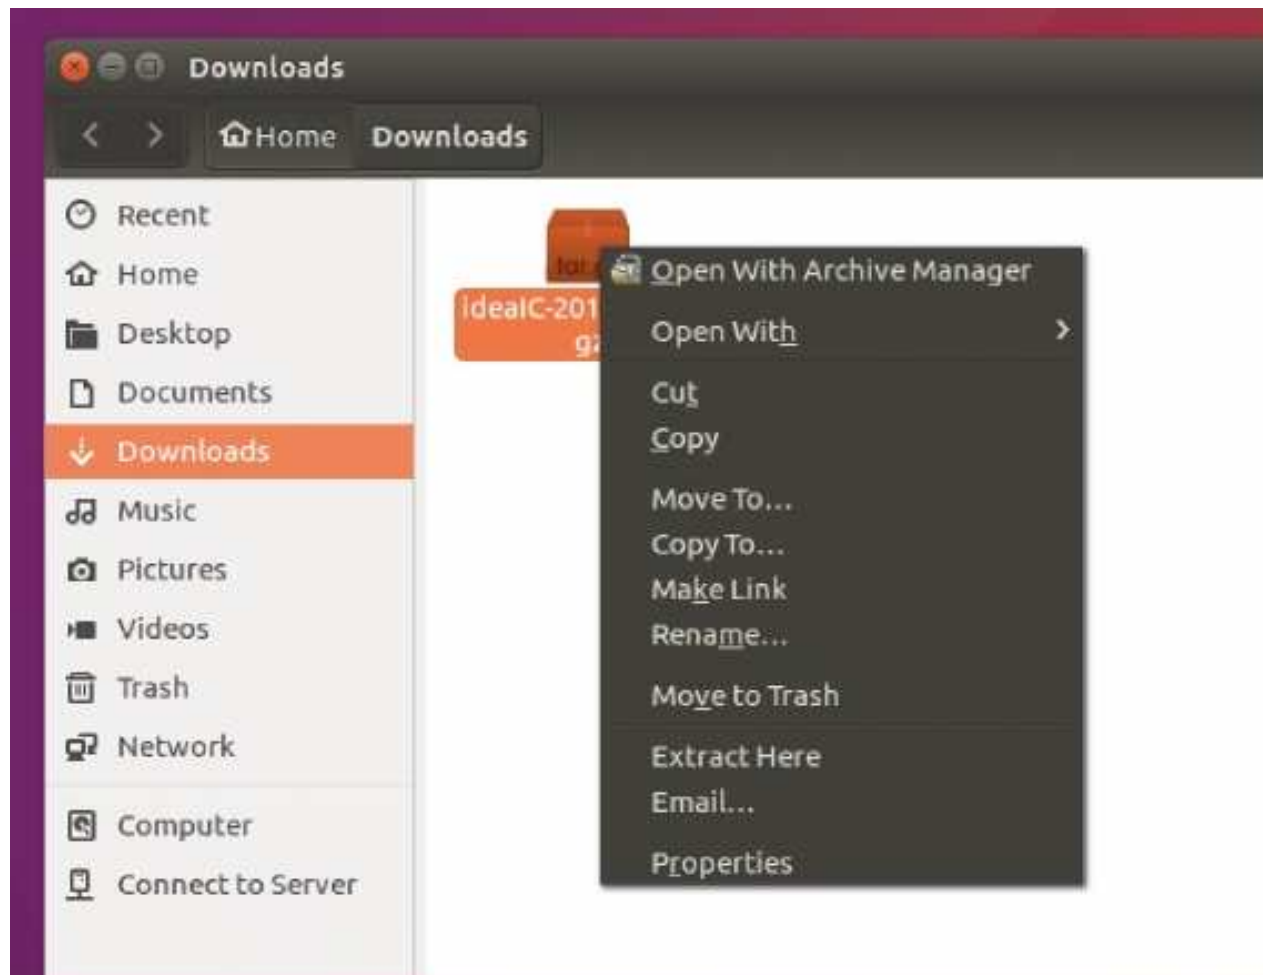 Downloads
Home Downloads
Recent
Home
Desktop
Documents
Downloads
Music
Pictures
Videos
Trash
Network
Computer
Connect to Server
ideaIC-201
Open With Archive Manager
Open With
Cut
Copy
Move To...
Copy To...
Make Link
Rename...
Move to Trash
Extract Here
Email...
Properties